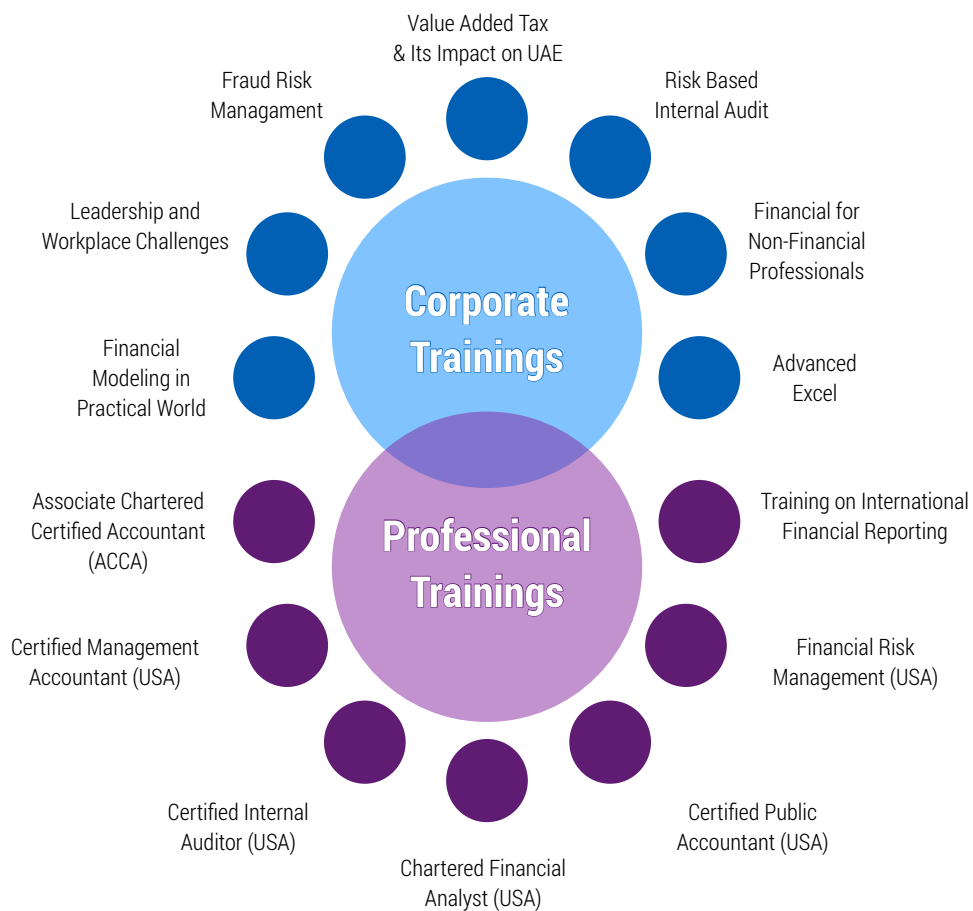 Value Added Tax
& Its Impact on UAE
Fraud Risk
Managament
Risk Based
Internal Audit
Leadership and
Workplace Challenges
Financial for
Non-Financial
Professionals
Corporate
Trainings
Financial
Modeling in
Practical World
Advanced
Excel
Associate Chartered
Certified Accountant
(ACCA)
Training on International
Financial Reporting
Professional
Trainings
Certified Management
Accountant (USA)
Financial Risk
Management (USA)
Certified Internal
Auditor (USA)
Certified Public
Accountant (USA)
Chartered Financial
Analyst (USA)